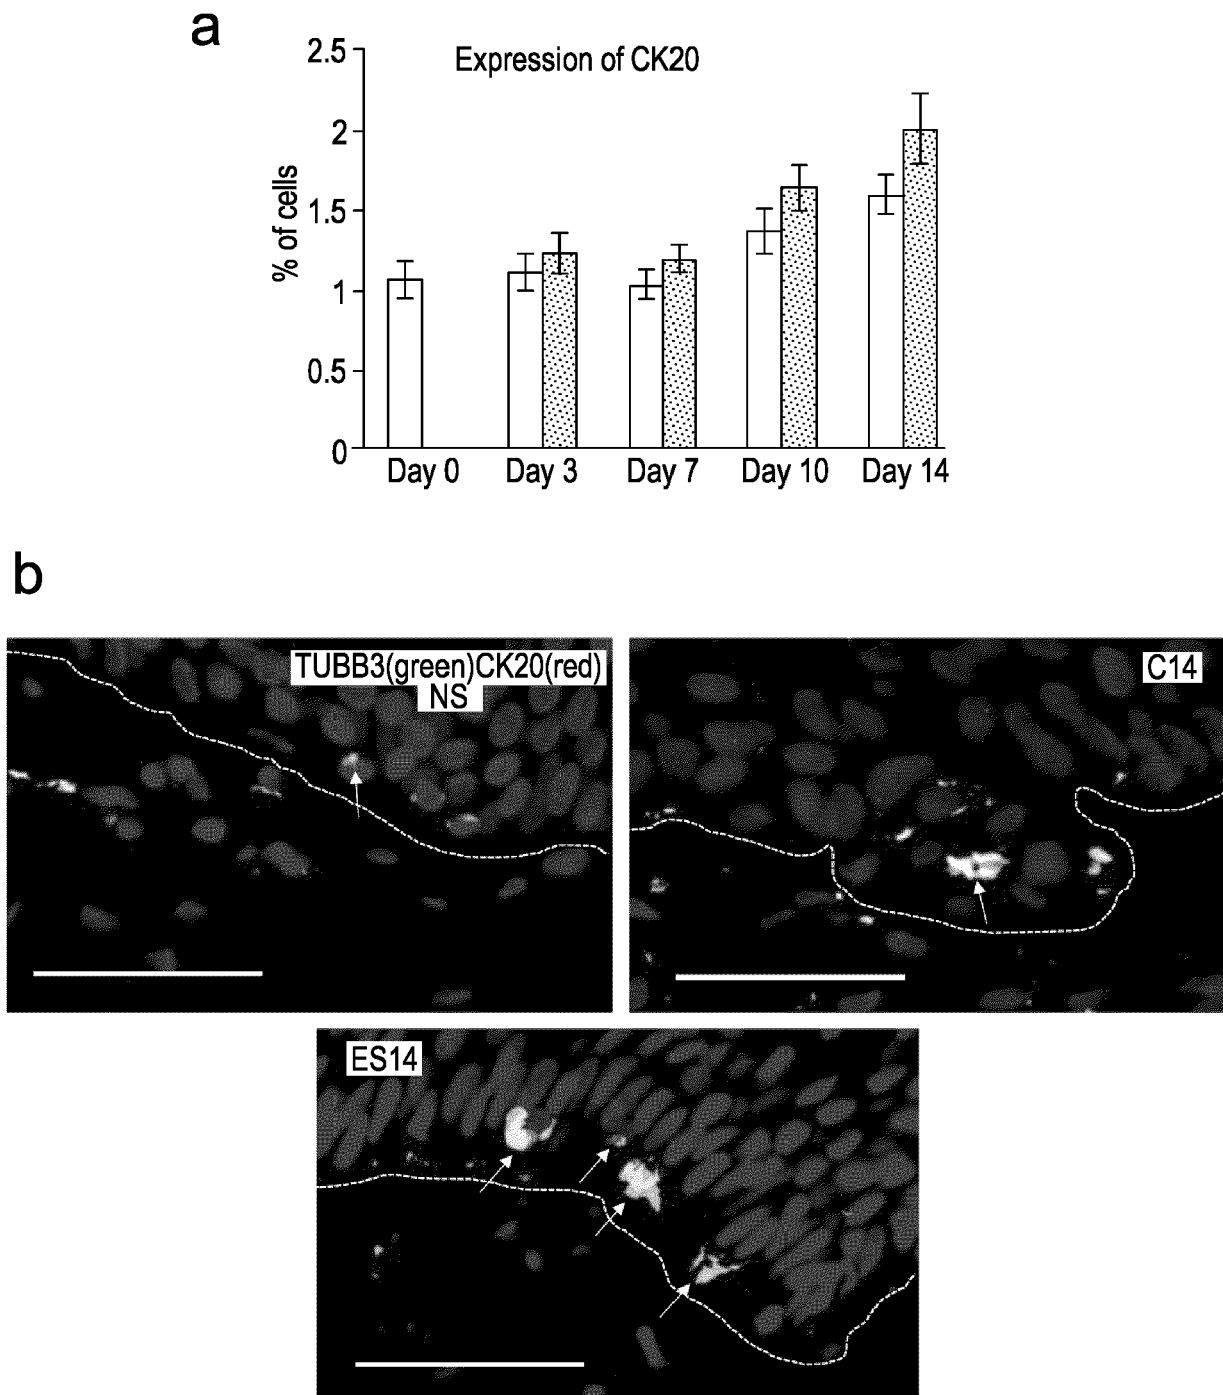 a
Expression of CK20
% of cells
2.5
2
1.5
1
0.5
0
Day 0 Day 3 Day 7 Day 10 Day 14
b
TUBB3(green)CK20(red)
NS
C14
ES14